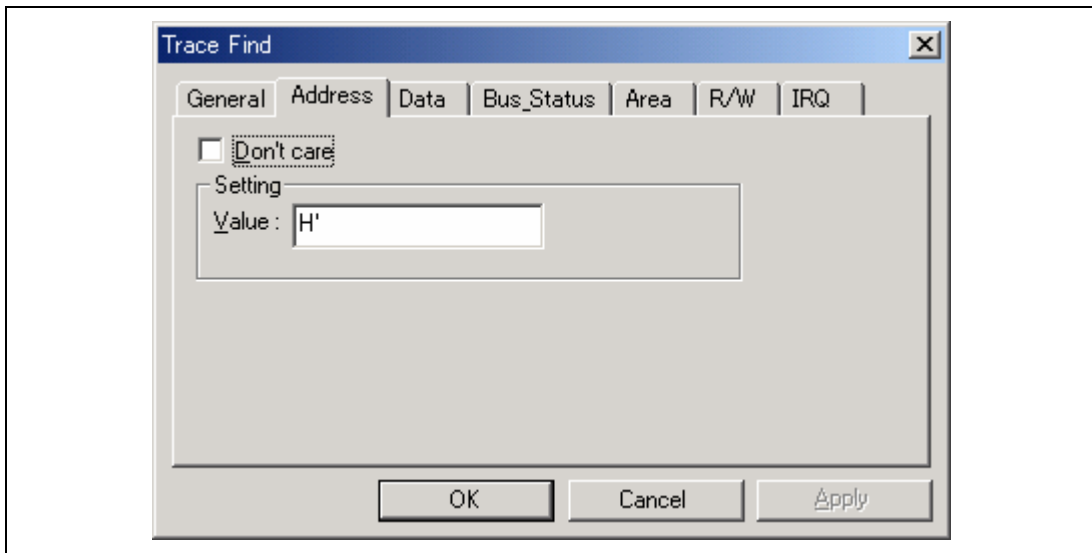 Trace Find
General Address Data Bus_Status Area R/W IRQ
Don't care
Setting
Value : H'
OK Cancel Apply